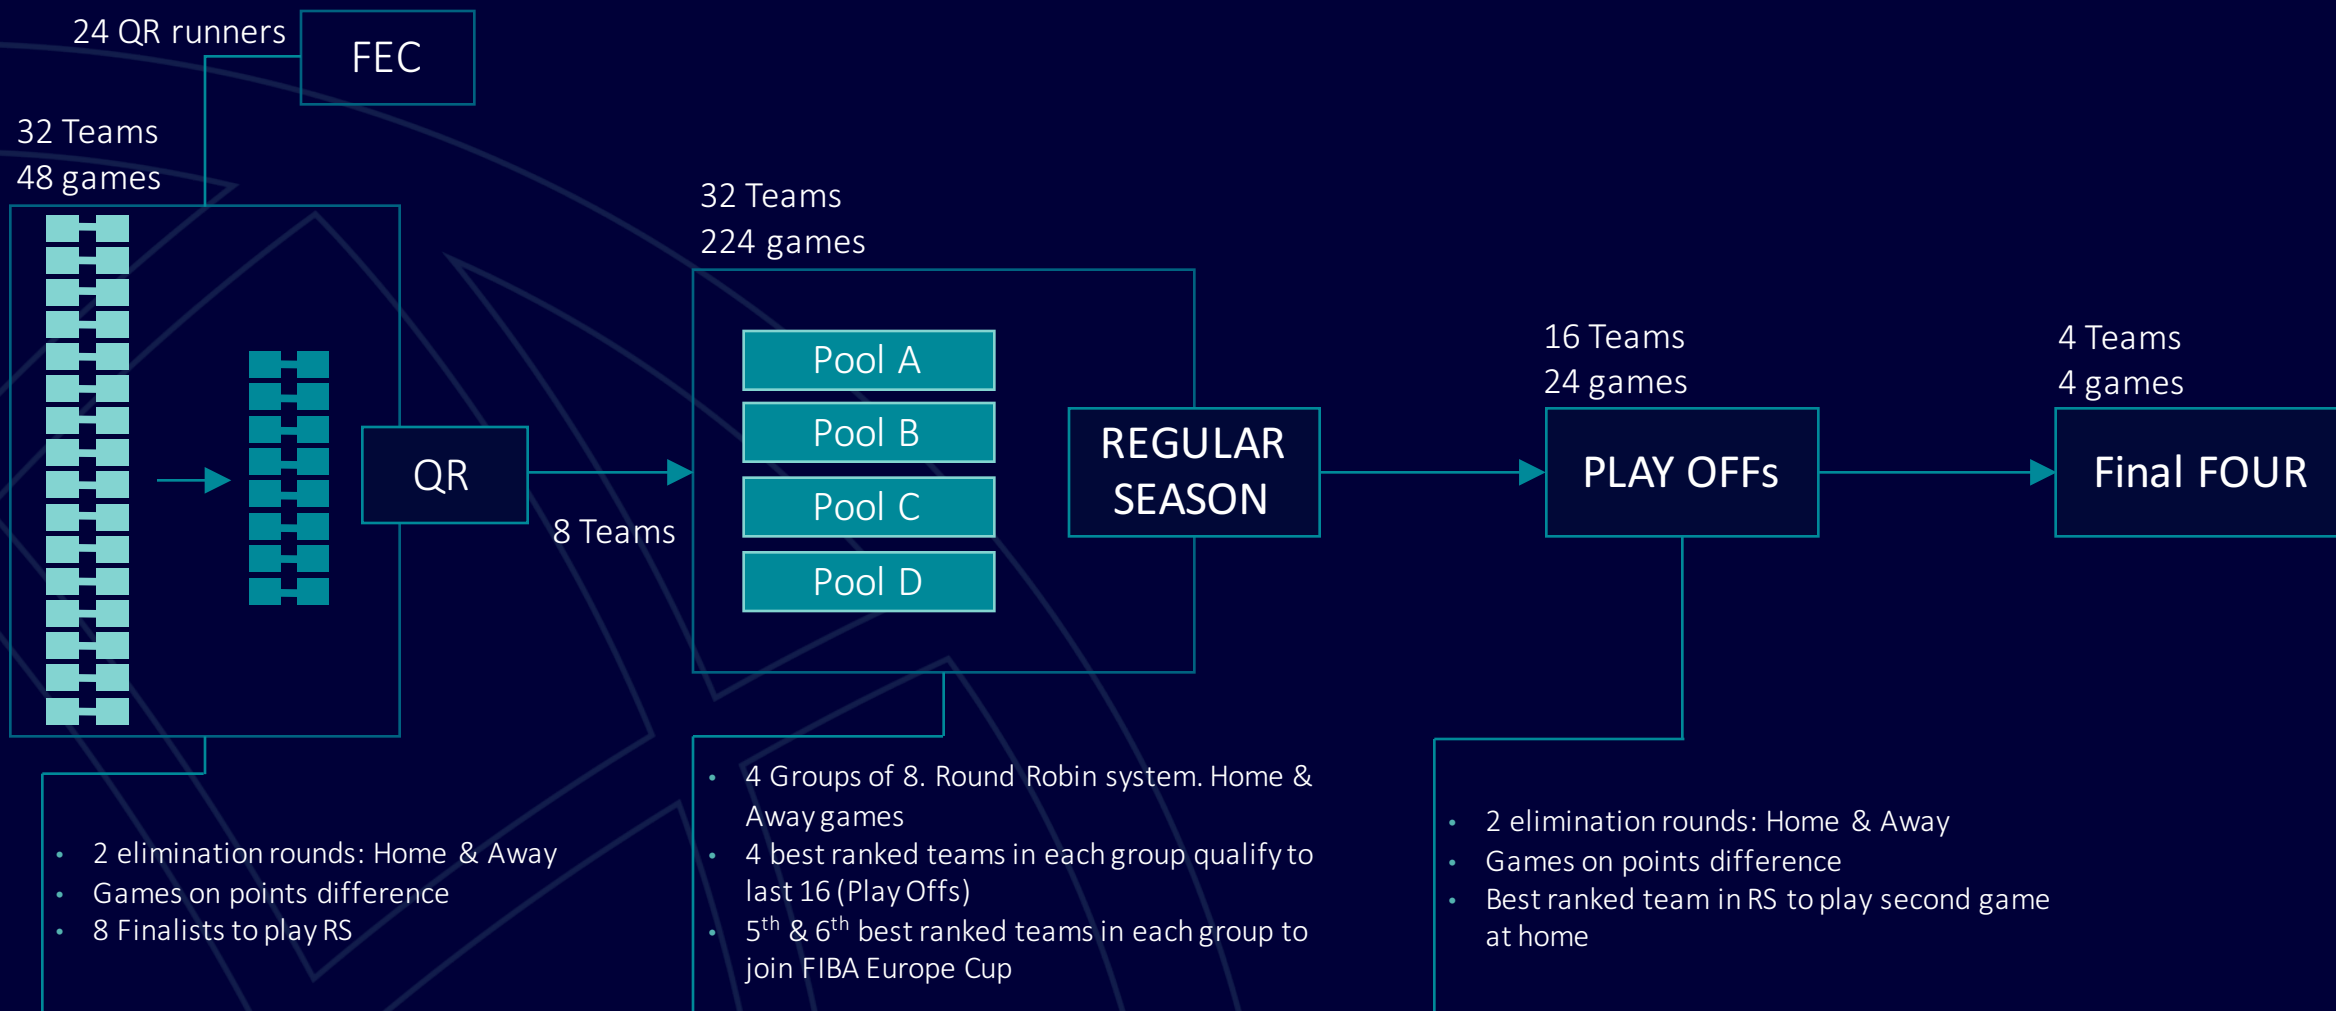 24 QR runners
FEC
32 Teams
48 games
QR
8 Teams
32 Teams
224 games
Pool A
Pool B
Pool C
Pool D
REGULAR
SEASON
16 Teams
24 games
PLAY OFFs
4 Teams
4 games
Final FOUR
• 2 elimination rounds: Home & Away
• Games on points difference
• 8 Finalists to play RS
• 4 Groups of 8. Round Robin system. Home &
Away games
• 4 best ranked teams in each group qualify to
last 16 (Play Offs)
• 5th & 6th best ranked teams in each group to
join FIBA Europe Cup
• 2 elimination rounds: Home & Away
• Games on points difference
• Best ranked team in RS to play second game
at home